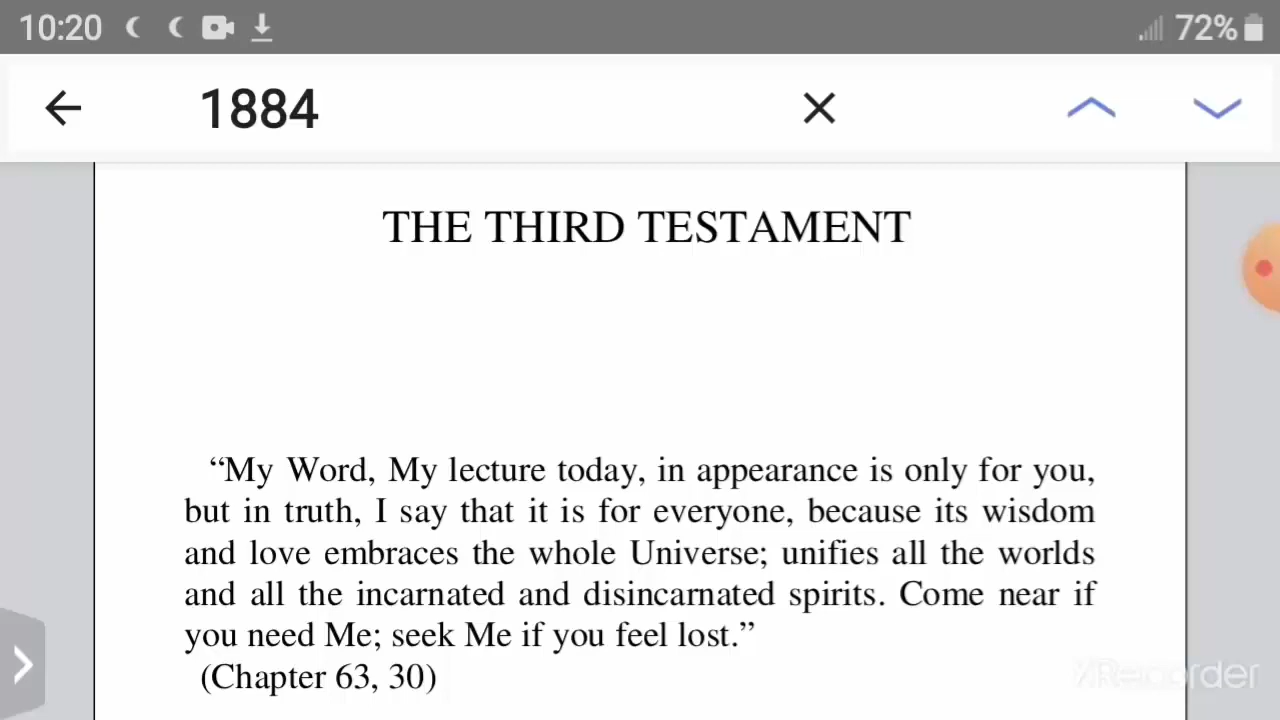 10:20 72%
1884
THE THIRD TESTAMENT
“My Word, My lecture today, in appearance is only for you,
but in truth, I say that it is for everyone, because its wisdom
and love embraces the whole Universe; unifies all the worlds
and all the incarnated and disincarnated spirits. Come near if
you need Me; seek Me if you feel lost.”
(Chapter 63, 30)
XRecorder